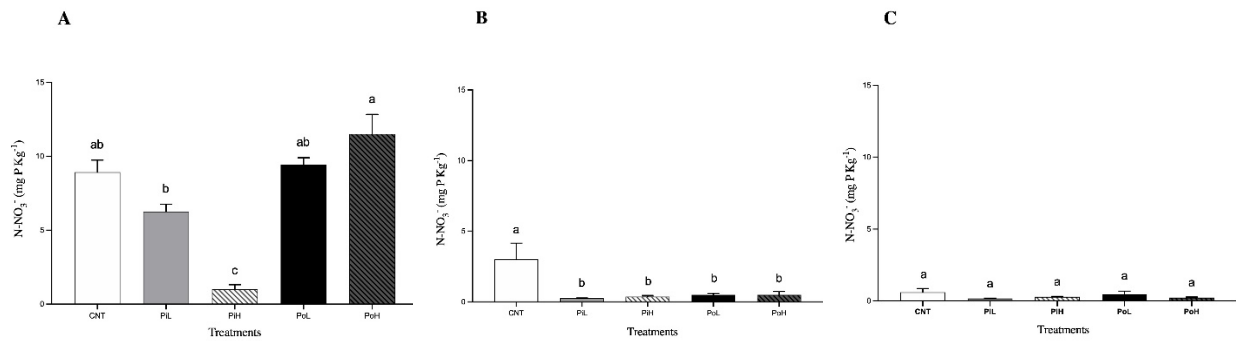 A
N-NO₃⁻ (mg P Kg⁻¹)
15
10
5
0
ab
b
c
ab
a
CNT
PiL
PiH
PoL
PoH
Treatments
B
N-NO₃⁻ (mg P Kg⁻¹)
15
10
5
0
a
b
b
b
b
CNT
PiL
PiH
PoL
PoH
Treatments
C
N-NO₃⁻ (mg P Kg⁻¹)
15
10
5
0
a
a
a
a
a
CNT
PiL
PiH
PoL
PoH
Treatments